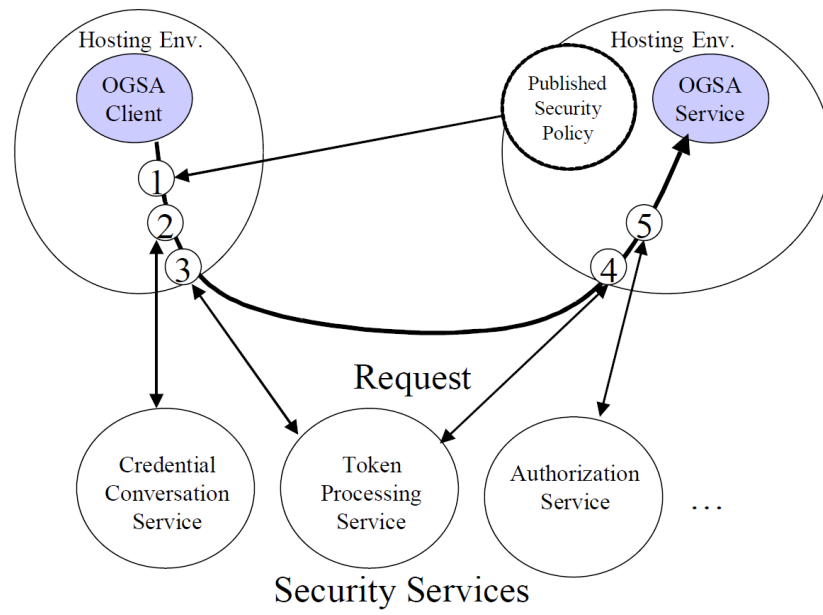 Hosting Env.
OGSA
Client
Hosting Env.
Published
Security
Policy
OGSA
Service
1
2
3
4
5
Request
Credential
Conversation
Service
Token
Processing
Service
Authorization
Service
...
Security Services